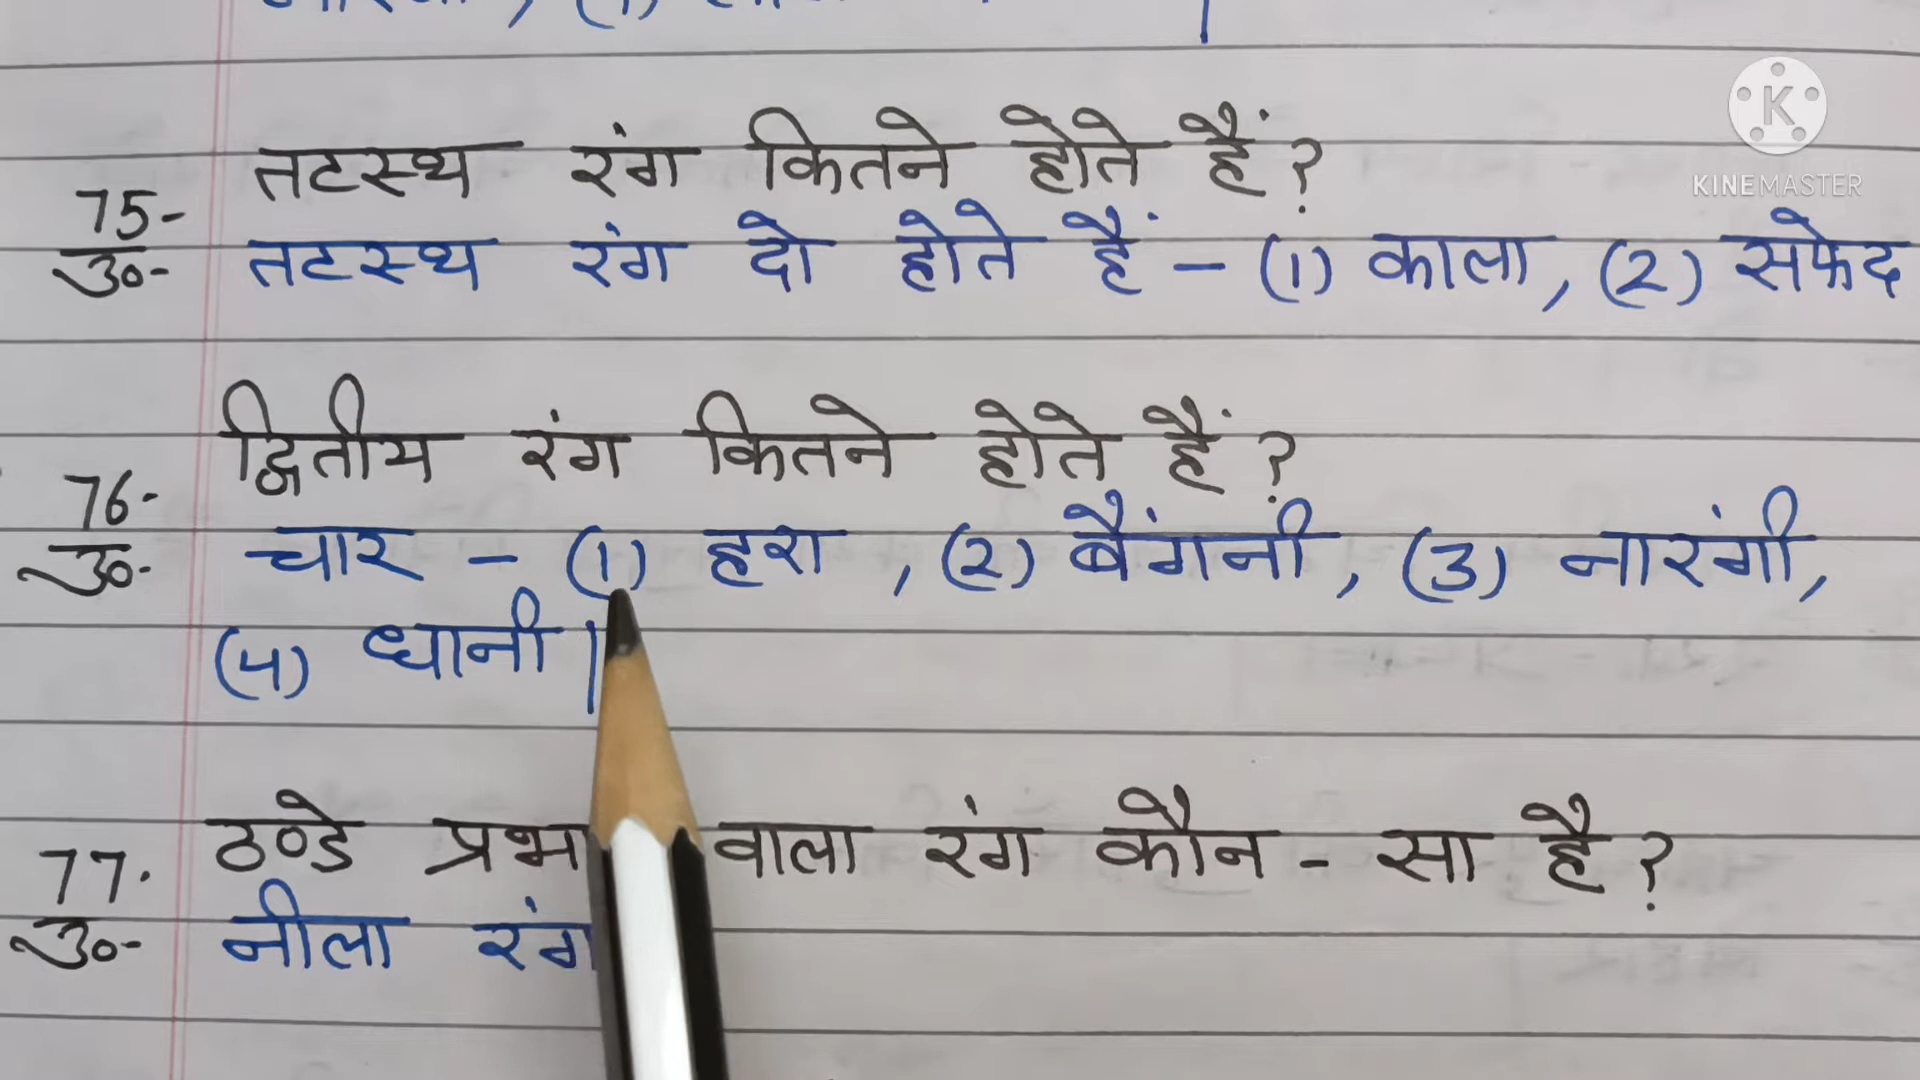 तटस्थ रंग कितने होते हैं?
75-
उ०- तटस्थ रंग दो होते हैं - (1) काला, (2) सफेद
द्वितीय रंग कितने होते हैं?
76-
उ०- चार - (1) हरा, (2) बैंगनी, (3) नारंगी,
(4) धानी|
77. ठण्डे वाला रंग कौन - सा है?
उ०- नीला रंग
KINEMASTER